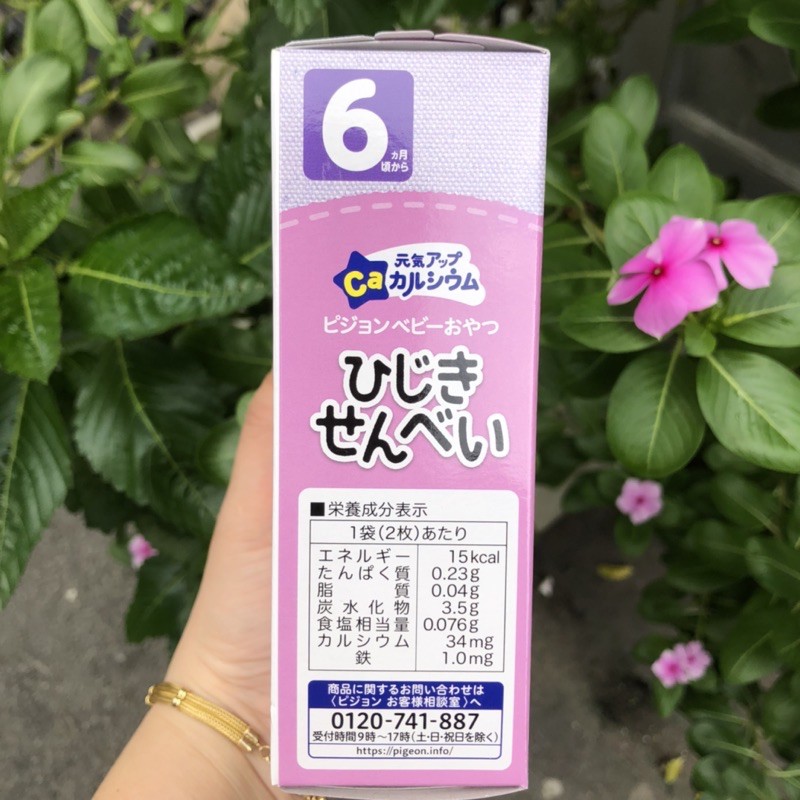 6
ヵ月
頃から
元気アップ
Ca カルシウム
ピジョンベビーおやつ
ひじき
せんべい
■栄養成分表示
1袋(2枚)あたり
エネルギー 15kcal
たんぱく質 0.23g
脂質 0.04g
炭水化物 3.5g
食塩相当量 0.076g
カルシウム 34mg
鉄 1.0mg
商品に関するお問い合わせは
〈ピジョン お客様相談室〉へ
0120-741-887
受付時間9時～17時(土・日・祝日を除く)
https://pigeon.info/